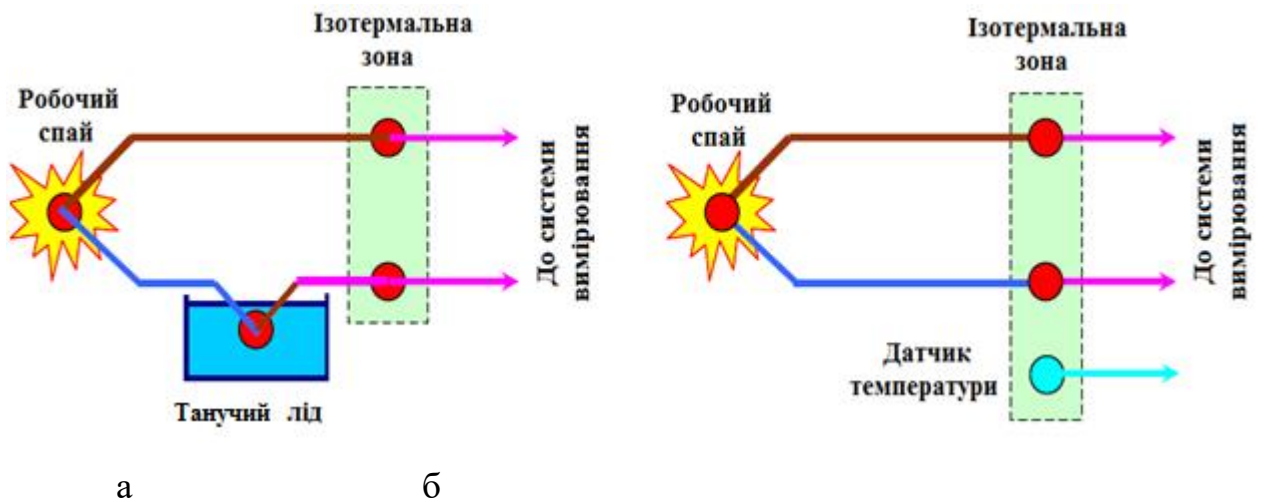 Ізотермальна
зона
Робочий
спай
До системи
вимірювання
Танучий лід
Ізотермальна
зона
Робочий
спай
До системи
вимірювання
Датчик
температури
а
б